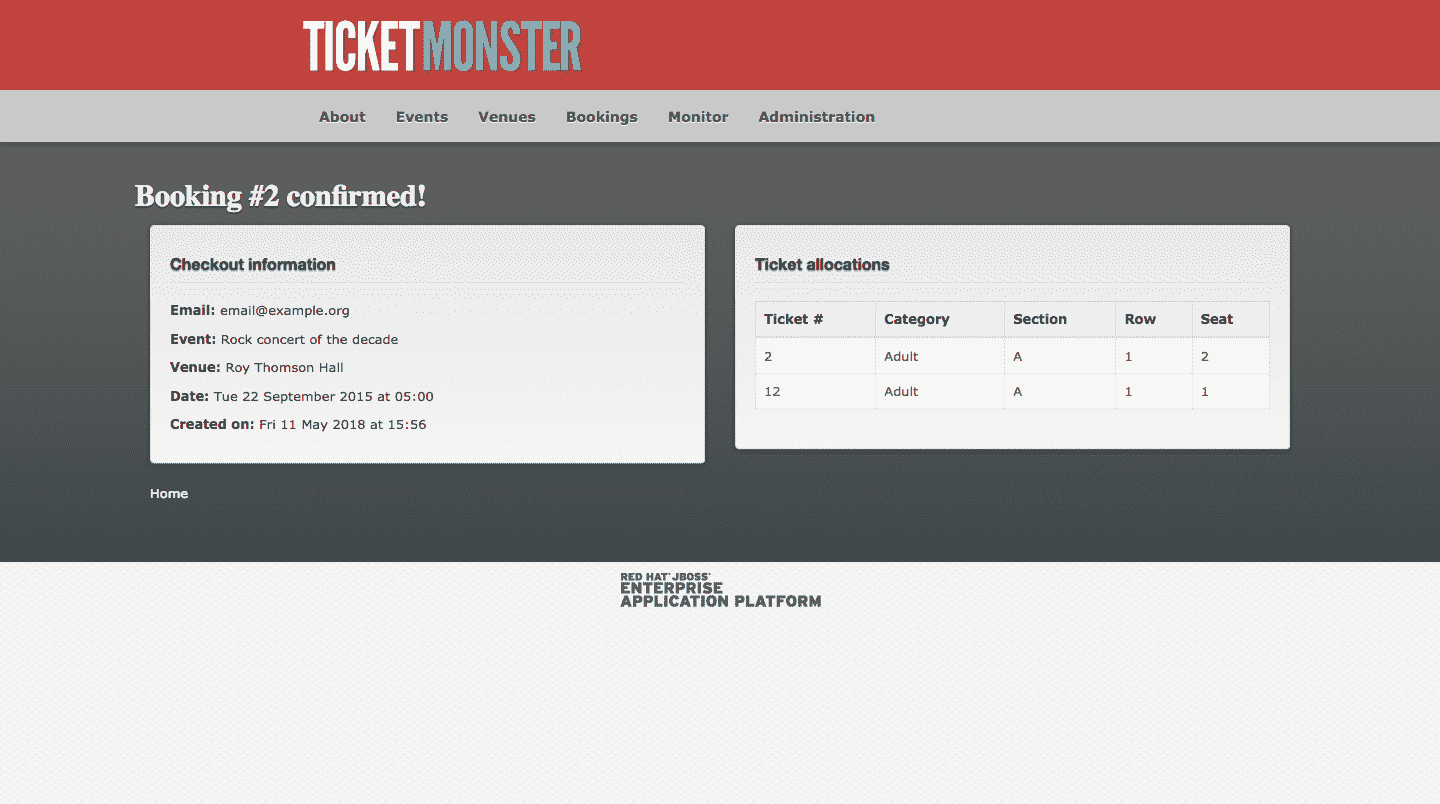 TICKETMONSTER
About Events Venues Bookings Monitor Administration
Booking #2 confirmed!
Checkout information
Email: email@example.org
Event: Rock concert of the decade
Venue: Roy Thomson Hall
Date: Tue 22 September 2015 at 05:00
Created on: Fri 11 May 2018 at 15:56
Ticket allocations
Ticket # Category Section Row Seat
2 Adult A 1 2
12 Adult A 1 1
Home
RED HAT® JBOSS®
ENTERPRISE
APPLICATION PLATFORM